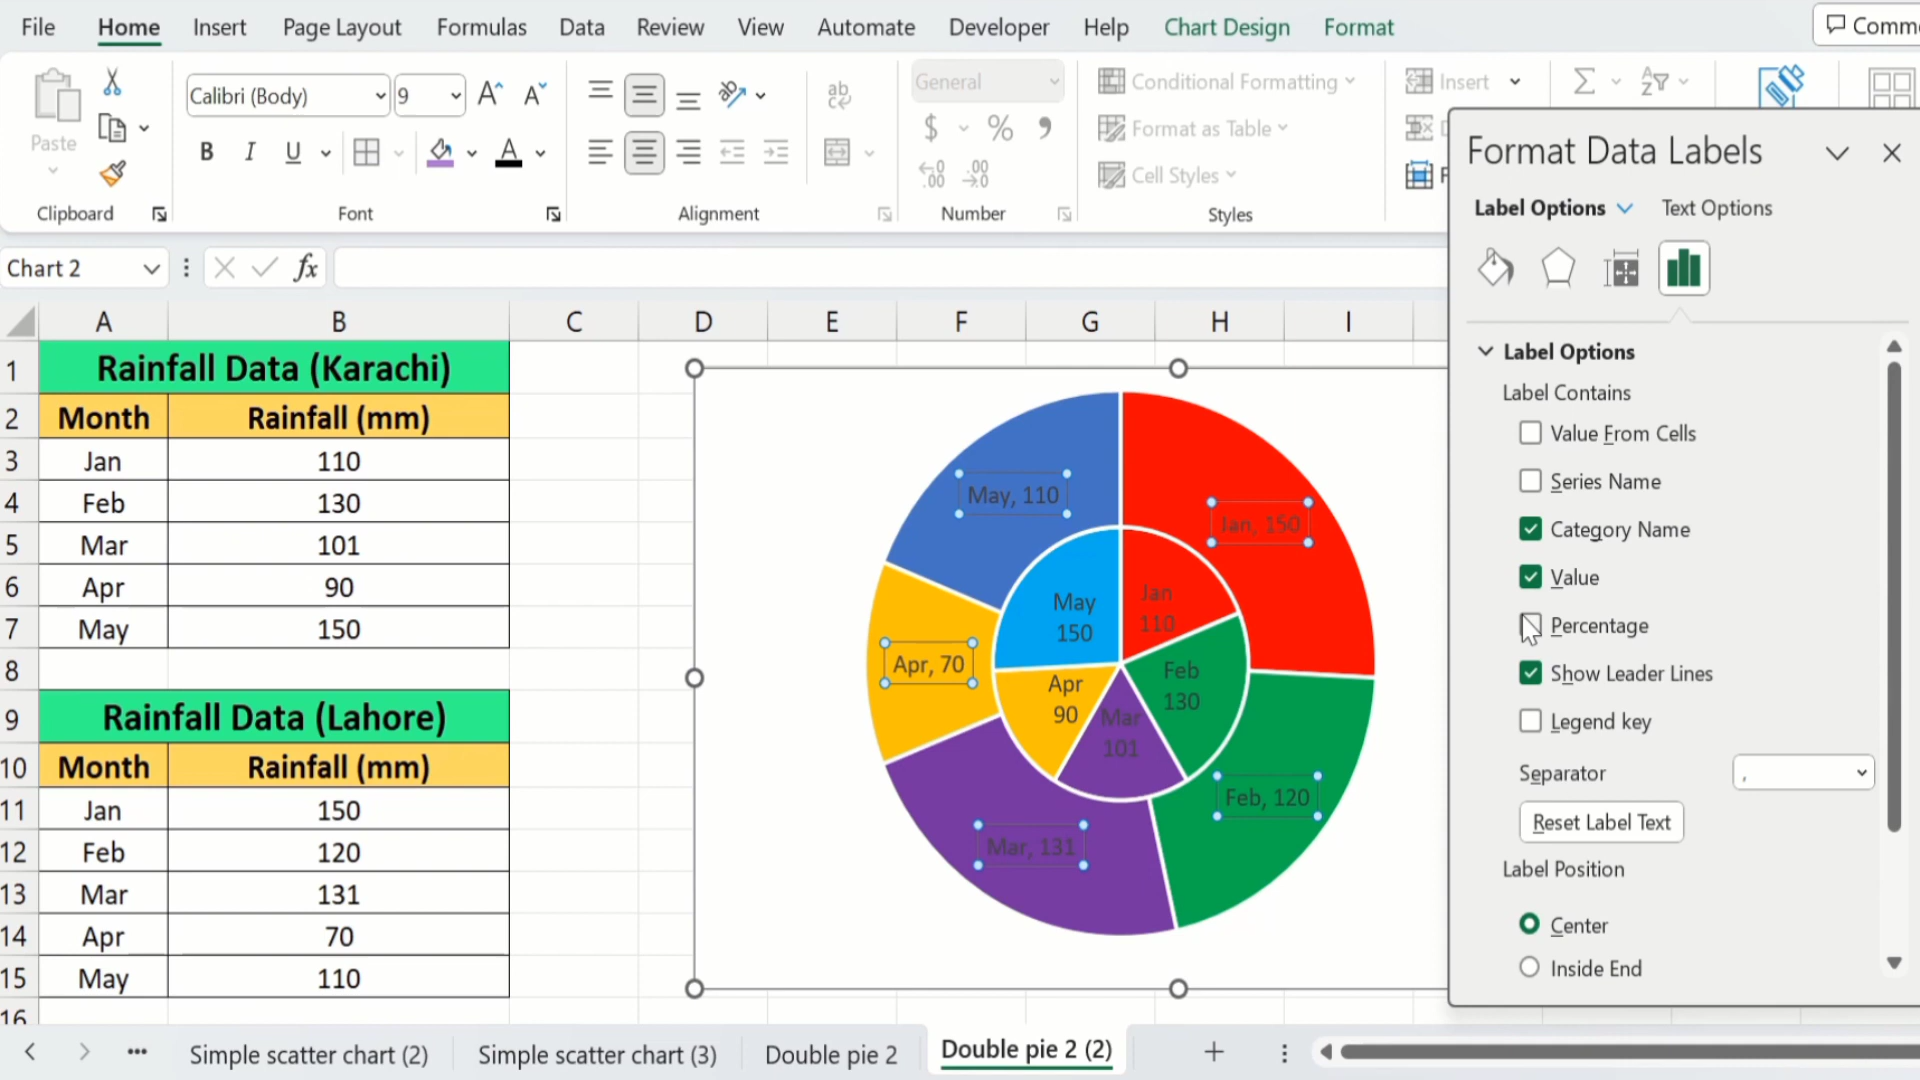 File Home Insert Page Layout Formulas Data Review View Automate Developer Help Chart Design Format
Calibri (Body) 9 A A ab General Conditional Formatting Insert
Paste $ % Format as Table
B I U A .00 .00 Cell Styles
Clipboard Font Alignment Number Styles
Chart 2 fx
A B C D E F G H I
1 Rainfall Data (Karachi)
2 Month Rainfall (mm)
3 Jan 110
4 Feb 130
5 Mar 101
6 Apr 90
7 May 150
8
9 Rainfall Data (Lahore)
10 Month Rainfall (mm)
11 Jan 150
12 Feb 120
13 Mar 131
14 Apr 70
15 May 110
16
May, 110
Jan, 150
Apr, 70
Mar, 131
Feb, 120
May
150
Jan
110
Feb
130
Apr
90
Mar
101
Format Data Labels
Label Options Text Options
Label Options
Label Contains
Value From Cells
Series Name
Category Name
Value
Percentage
Show Leader Lines
Legend key
Separator ,
Reset Label Text
Label Position
Center
Inside End
... Simple scatter chart (2) Simple scatter chart (3) Double pie 2 Double pie 2 (2) +